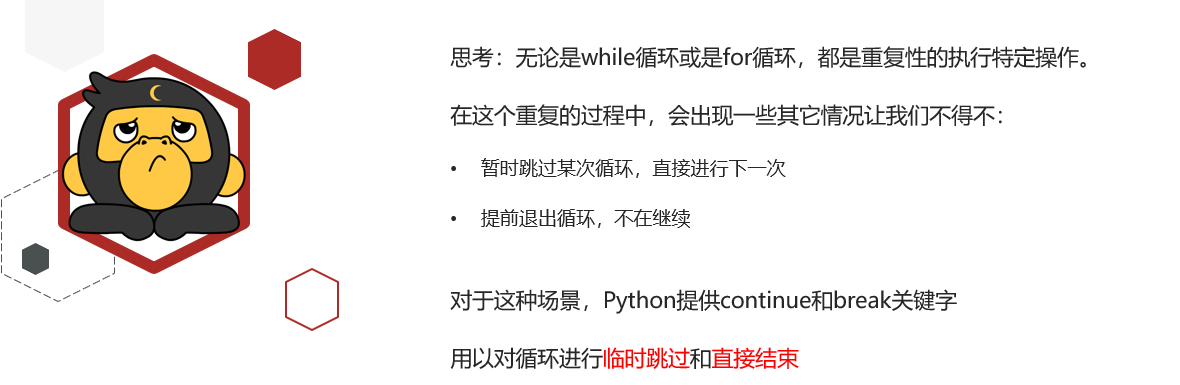 思考：无论是while循环或是for循环，都是重复性的执行特定操作。
在这个重复的过程中，会出现一些其它情况让我们不得不：
• 暂时跳过某次循环，直接进行下一次
• 提前退出循环，不在继续
对于这种场景，Python提供continue和break关键字
用以对循环进行临时跳过和直接结束